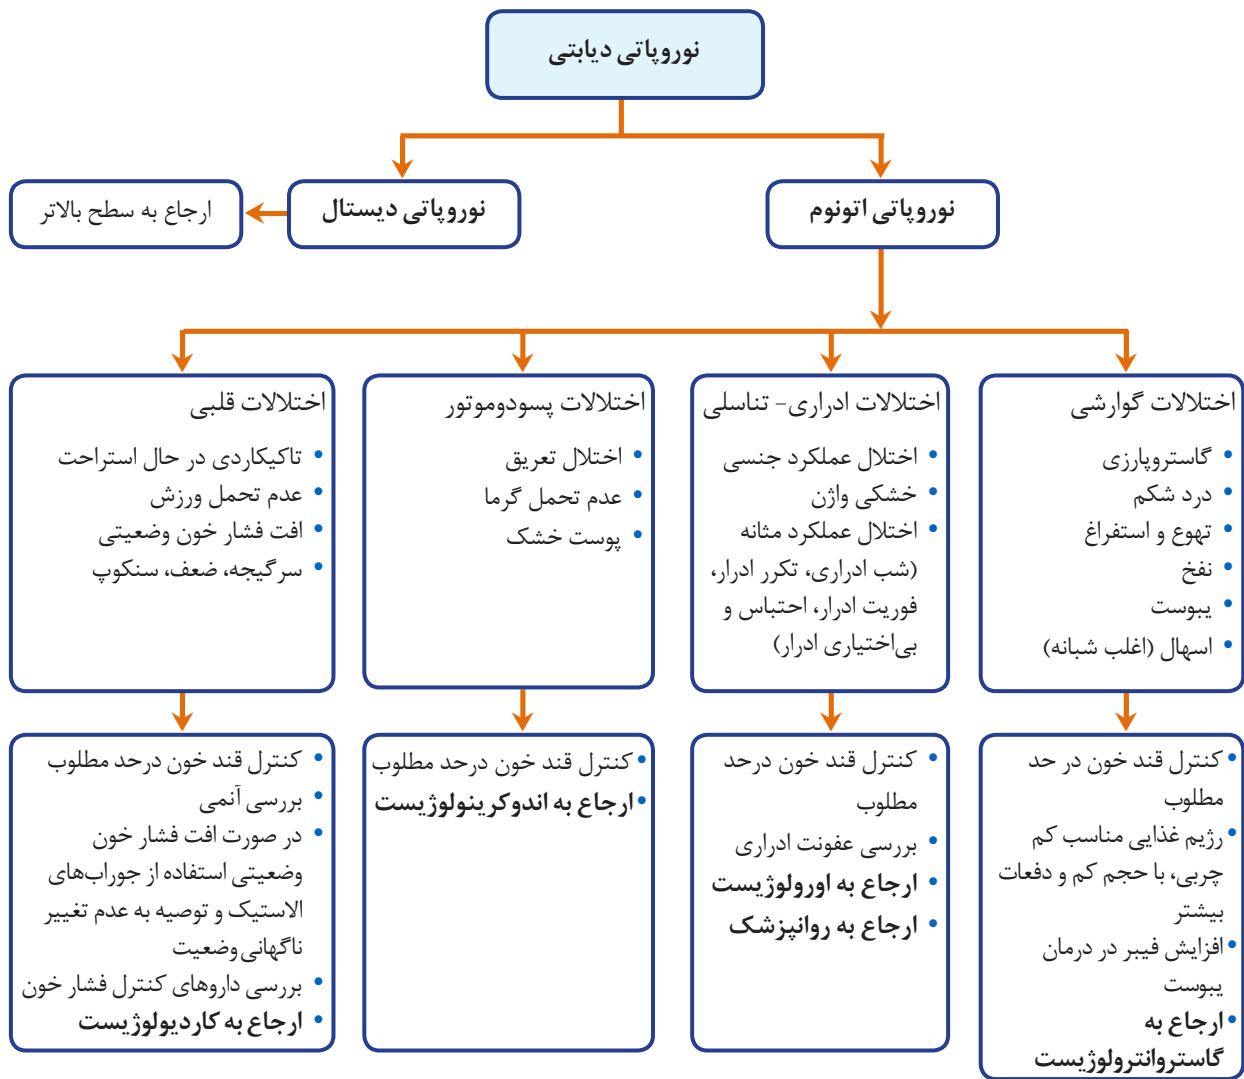 نوروپاتی دیابتی
نوروپاتی اتونوم
نوروپاتی دیستال
ارجاع به سطح بالاتر
اختلالات گوارشی
• گاستروپارزی
• درد شکم
• تهوع و استفراغ
• نفخ
• یبوست
• اسهال (اغلب شبانه)
اختلالات ادراری- تناسلی
• اختلال عملکرد جنسی
• خشکی واژن
• اختلال عملکرد مثانه
(شب ادراری، تکرر ادرار،
فوریت ادرار، احتباس و
بی‌اختیاری ادرار)
اختلالات پسودوموتور
• اختلال تعریق
• عدم تحمل گرما
• پوست خشک
اختلالات قلبی
• تاکیکاردی در حال استراحت
• عدم تحمل ورزش
• افت فشار خون وضعیتی
• سرگیجه، ضعف، سنکوپ
• کنترل قند خون در حد
مطلوب
• رژیم غذایی مناسب کم
چربی، با حجم کم و دفعات
بیشتر
• افزایش فیبر در درمان
یبوست
• ارجاع به
گاستروانترولوژیست
• کنترل قند خون درحد
مطلوب
• بررسی عفونت ادراری
• ارجاع به اورولوژیست
• ارجاع به روانپزشک
• کنترل قند خون درحد مطلوب
• ارجاع به اندوکرینولوژیست
• کنترل قند خون درحد مطلوب
• بررسی آنمی
• در صورت افت فشار خون
وضعیتی استفاده از جوراب‌های
الاستیک و توصیه به عدم تغییر
ناگهانی وضعیت
• بررسی داروهای کنترل فشار خون
• ارجاع به کاردیولوژیست